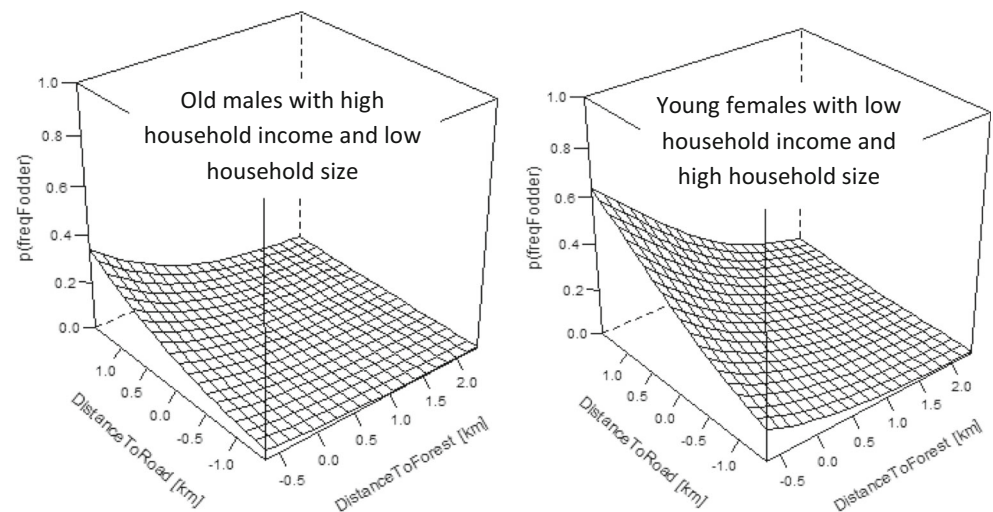 Old males with high
household income and low
household size
p(freqFodder)
1.0
0.8
0.6
0.4
0.2
0.0
1.0
0.5
0.0
-0.5
-1.0
DistanceToRoad [km]
-0.5
0.0
0.5
1.0
1.5
2.0
DistanceToForest [km]
Young females with low
household income and
high household size
p(freqFodder)
1.0
0.8
0.6
0.4
0.2
0.0
1.0
0.5
0.0
-0.5
-1.0
DistanceToRoad [km]
-0.5
0.0
0.5
1.0
1.5
2.0
DistanceToForest [km]